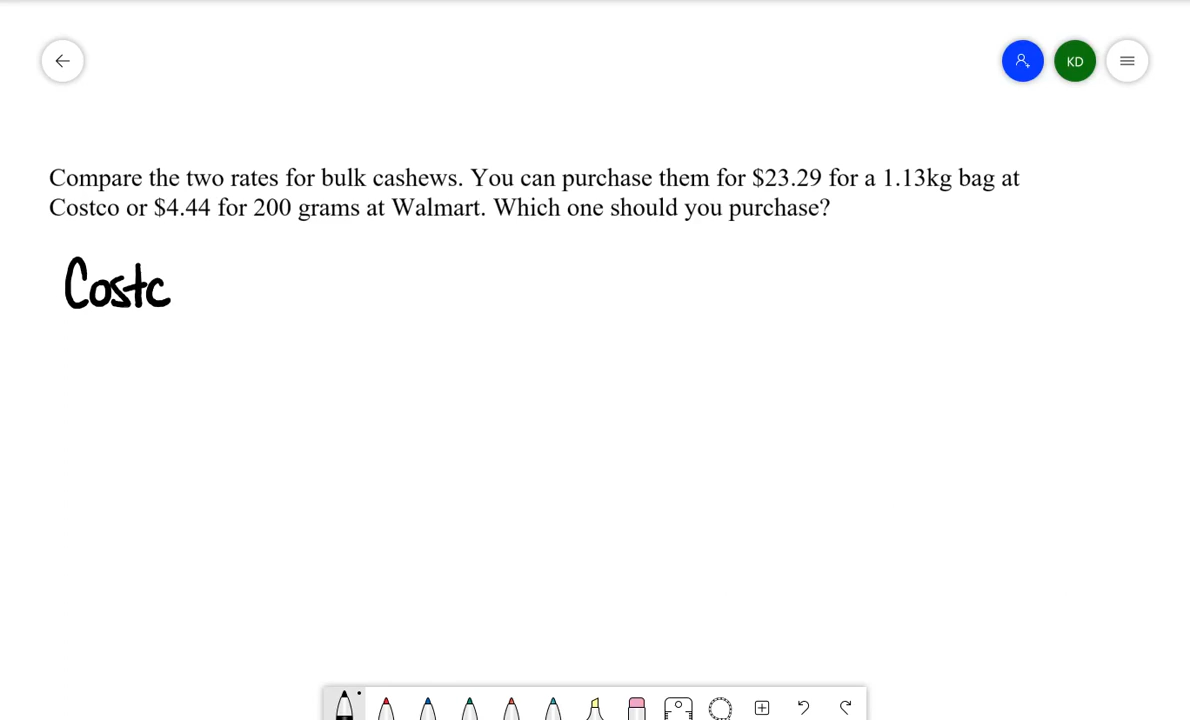 KD
Compare the two rates for bulk cashews. You can purchase them for $23.29 for a 1.13kg bag at
Costco or $4.44 for 200 grams at Walmart. Which one should you purchase?
Costc